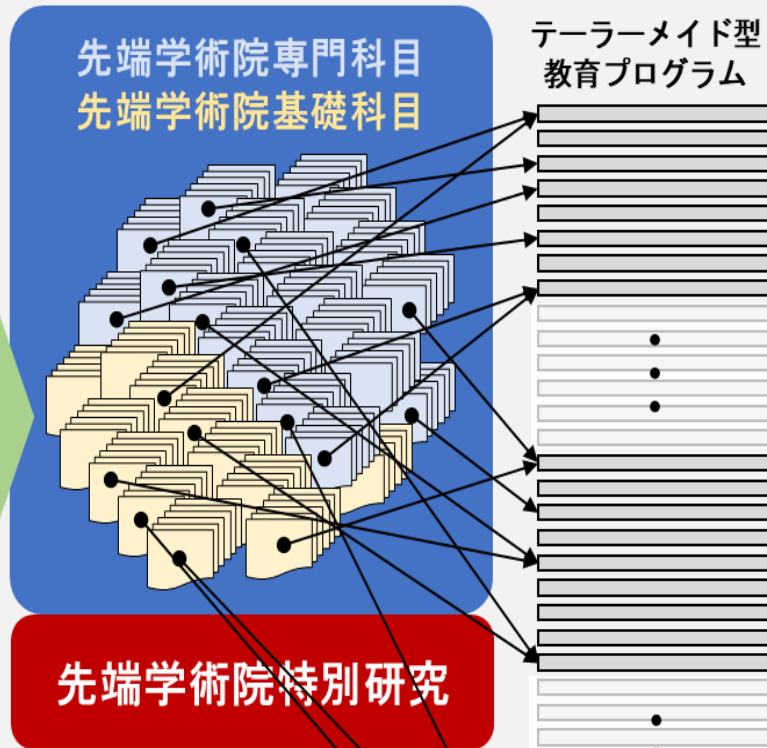 先端学術院専門科目
先端学術院基礎科目
テーラーメイド型
教育プログラム
先端学術院特別研究